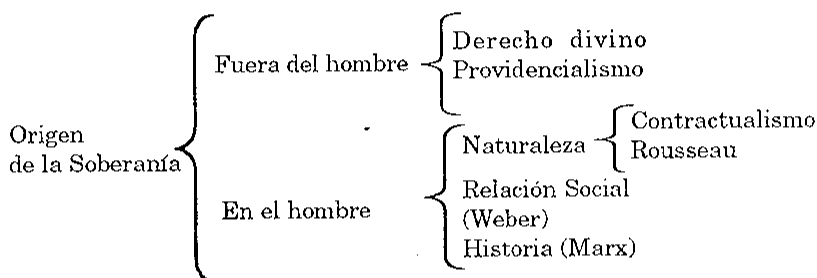 Origen
de la Soberanía
Fuera del hombre
Derecho divino
Providencialismo
En el hombre
Naturaleza
Contractualismo
Rousseau
Relación Social
(Weber)
Historia (Marx)